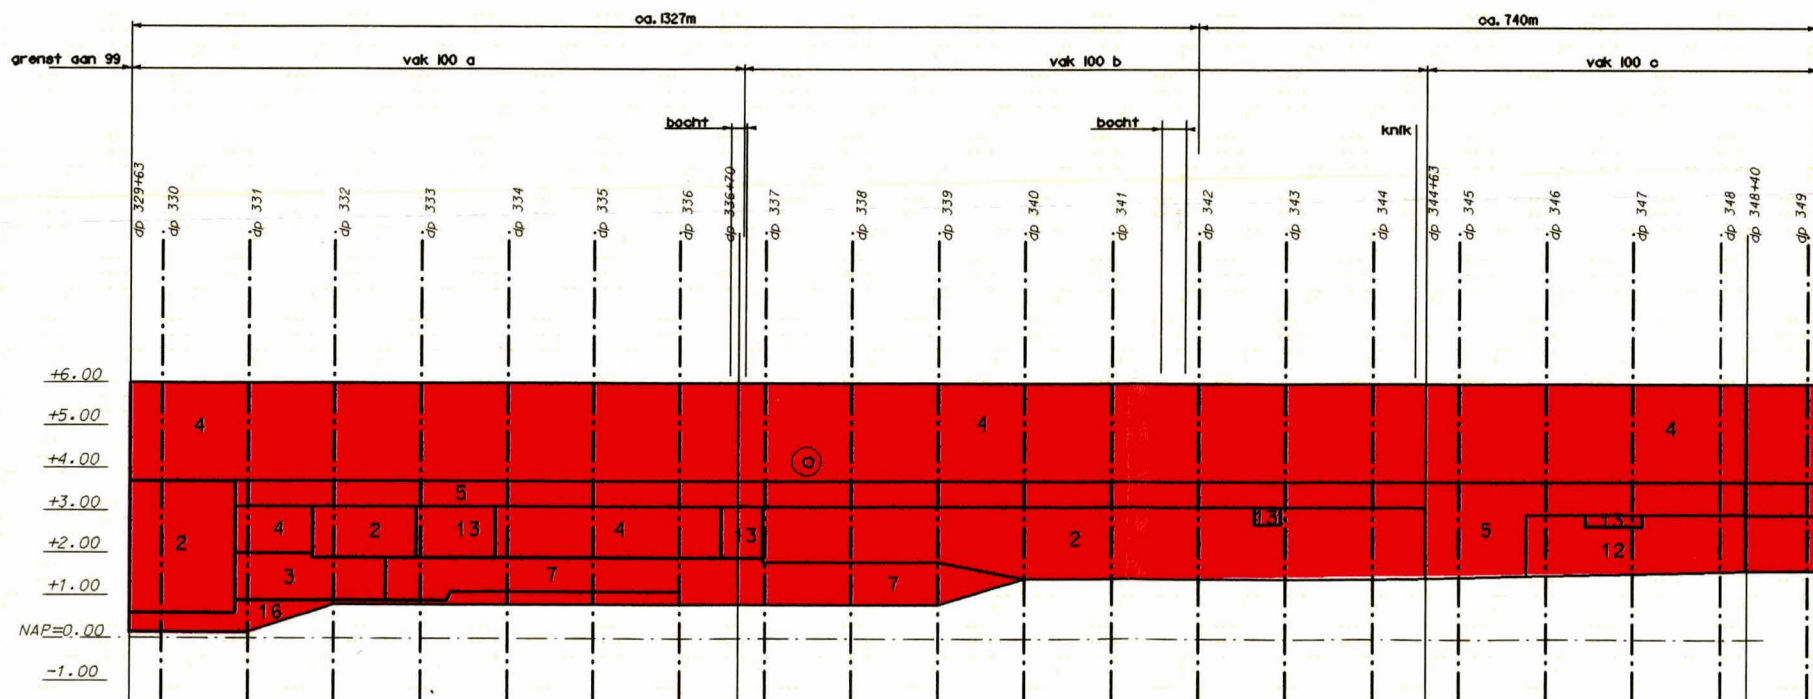 ca. 1327m
ca. 740m
grenst aan 99
vak 100 a
vak 100 b
vak 100 c
bocht
bocht
knik
dp 329+63
dp 330
dp 331
dp 332
dp 333
dp 334
dp 335
dp 336
dp 336+70
dp 337
dp 338
dp 339
dp 340
dp 341
dp 342
dp 343
dp 344
dp 344+63
dp 345
dp 346
dp 347
dp 348
dp 348+40
dp 349
+6.00
+5.00
4
4
4
+4.00
o
5
+3.00
4
2
13
4
13
2
13
5
13
12
2
+2.00
3
7
7
+1.00
16
NAP=0.00
-1.00